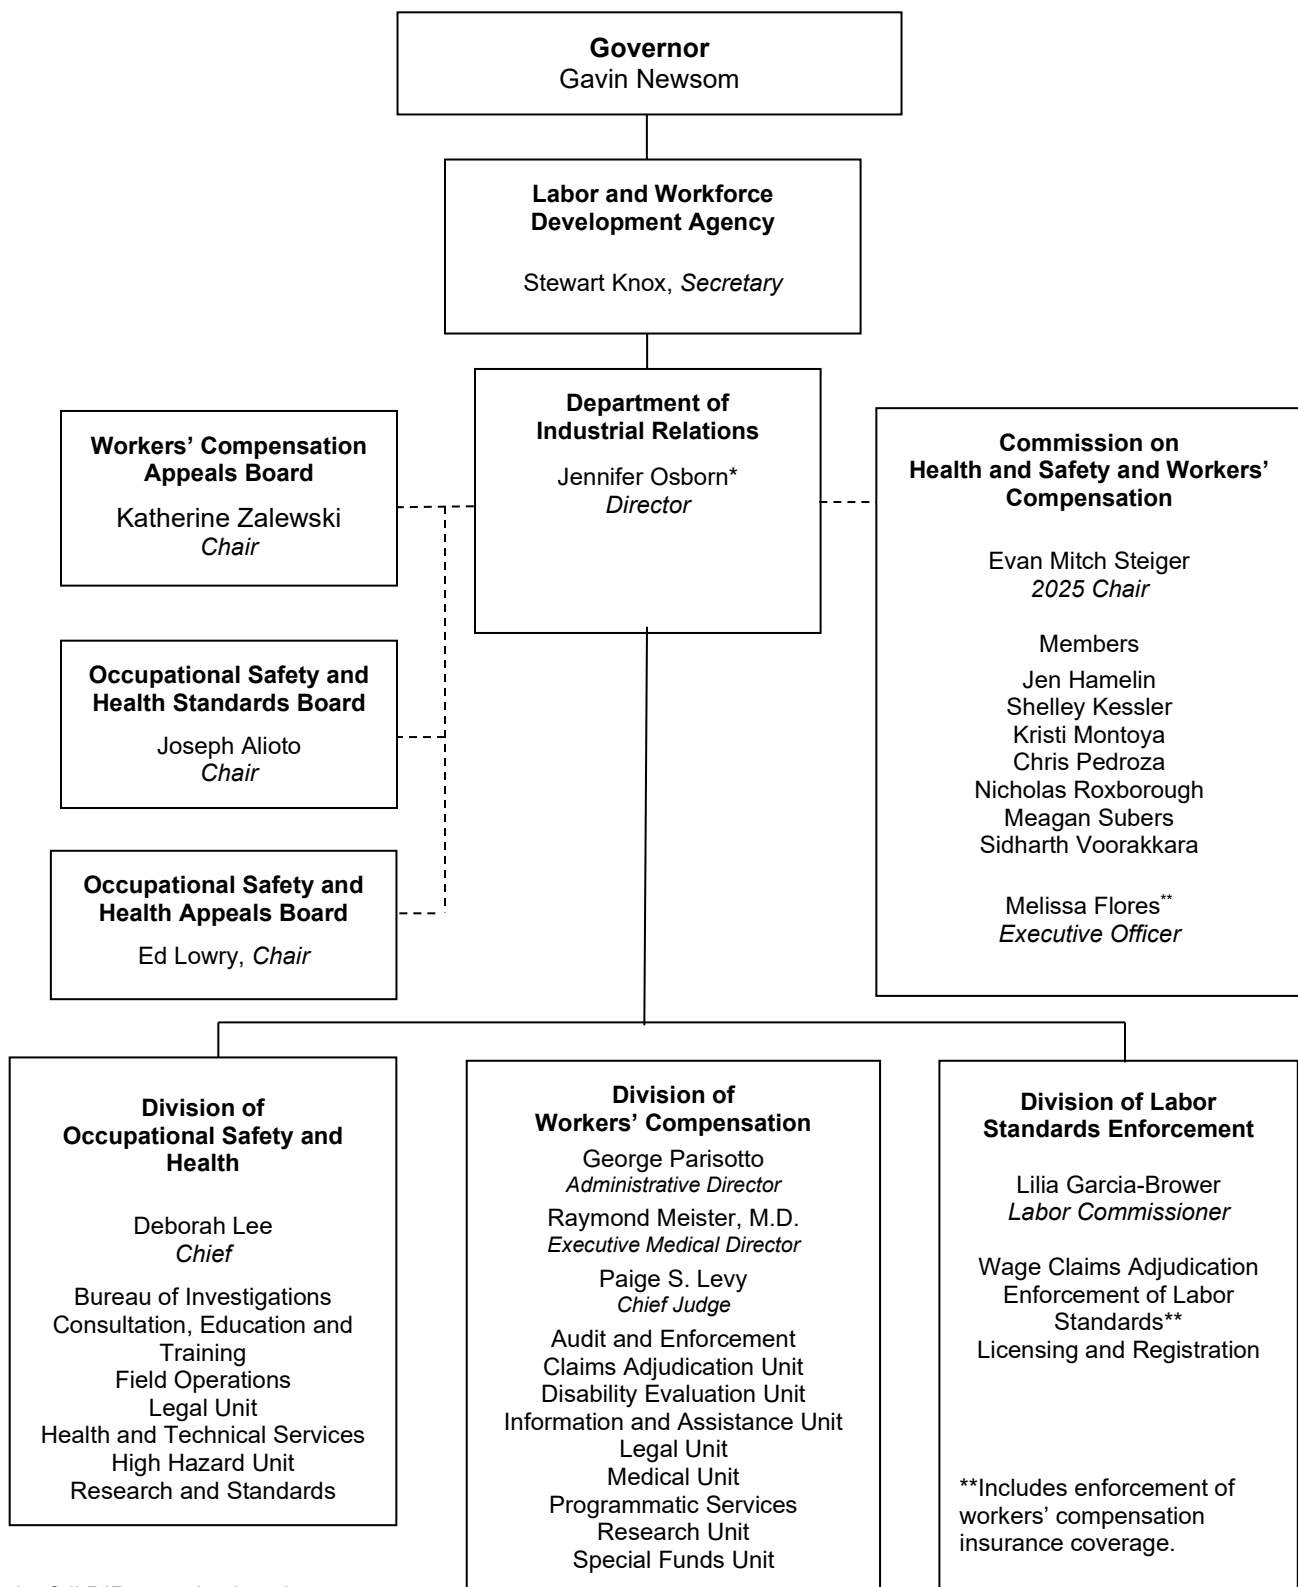 Governor
Gavin Newsom
Labor and Workforce
Development Agency
Stewart Knox, Secretary
Department of
Industrial Relations
Jennifer Osborn*
Director
Workers’ Compensation
Appeals Board
Katherine Zalewski
Chair
Occupational Safety and
Health Standards Board
Joseph Alioto
Chair
Occupational Safety and
Health Appeals Board
Ed Lowry, Chair
Commission on
Health and Safety and Workers’
Compensation
Evan Mitch Steiger
2025 Chair
Members
Jen Hamelin
Shelley Kessler
Kristi Montoya
Chris Pedroza
Nicholas Roxborough
Meagan Subers
Sidharth Voorakkara
Melissa Flores**
Executive Officer
Division of
Occupational Safety and
Health
Deborah Lee
Chief
Bureau of Investigations
Consultation, Education and
Training
Field Operations
Legal Unit
Health and Technical Services
High Hazard Unit
Research and Standards
Division of
Workers’ Compensation
George Parisotto
Administrative Director
Raymond Meister, M.D.
Executive Medical Director
Paige S. Levy
Chief Judge
Audit and Enforcement
Claims Adjudication Unit
Disability Evaluation Unit
Information and Assistance Unit
Legal Unit
Medical Unit
Programmatic Services
Research Unit
Special Funds Unit
Division of Labor
Standards Enforcement
Lilia Garcia-Brower
Labor Commissioner
Wage Claims Adjudication
Enforcement of Labor
Standards**
Licensing and Registration
**Includes enforcement of
workers’ compensation
insurance coverage.